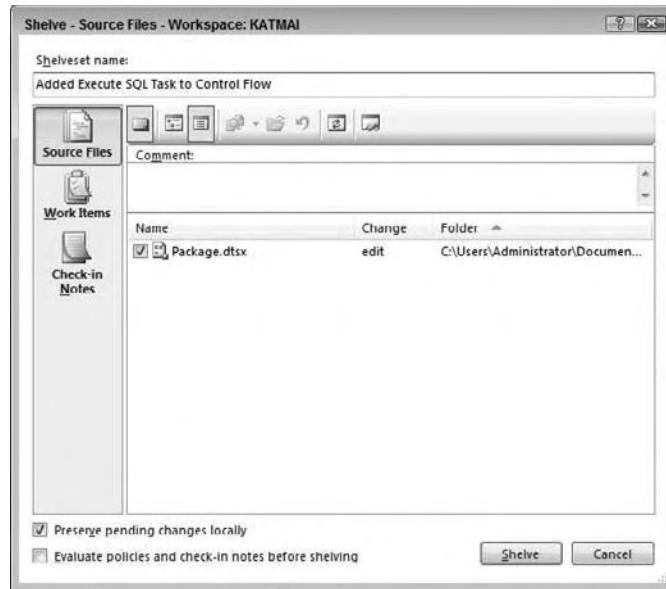 Shelve - Source Files - Workspace: KATMAI
Shelveset name:
Added Execute SQL Task to Control Flow
Source Files
Work Items
Check-in
Notes
Comment:
Name Change Folder
Package.dtsx edit C:\Users\Administrator\Documen...
Preserve pending changes locally
Evaluate policies and check-in notes before shelving
Shelve Cancel